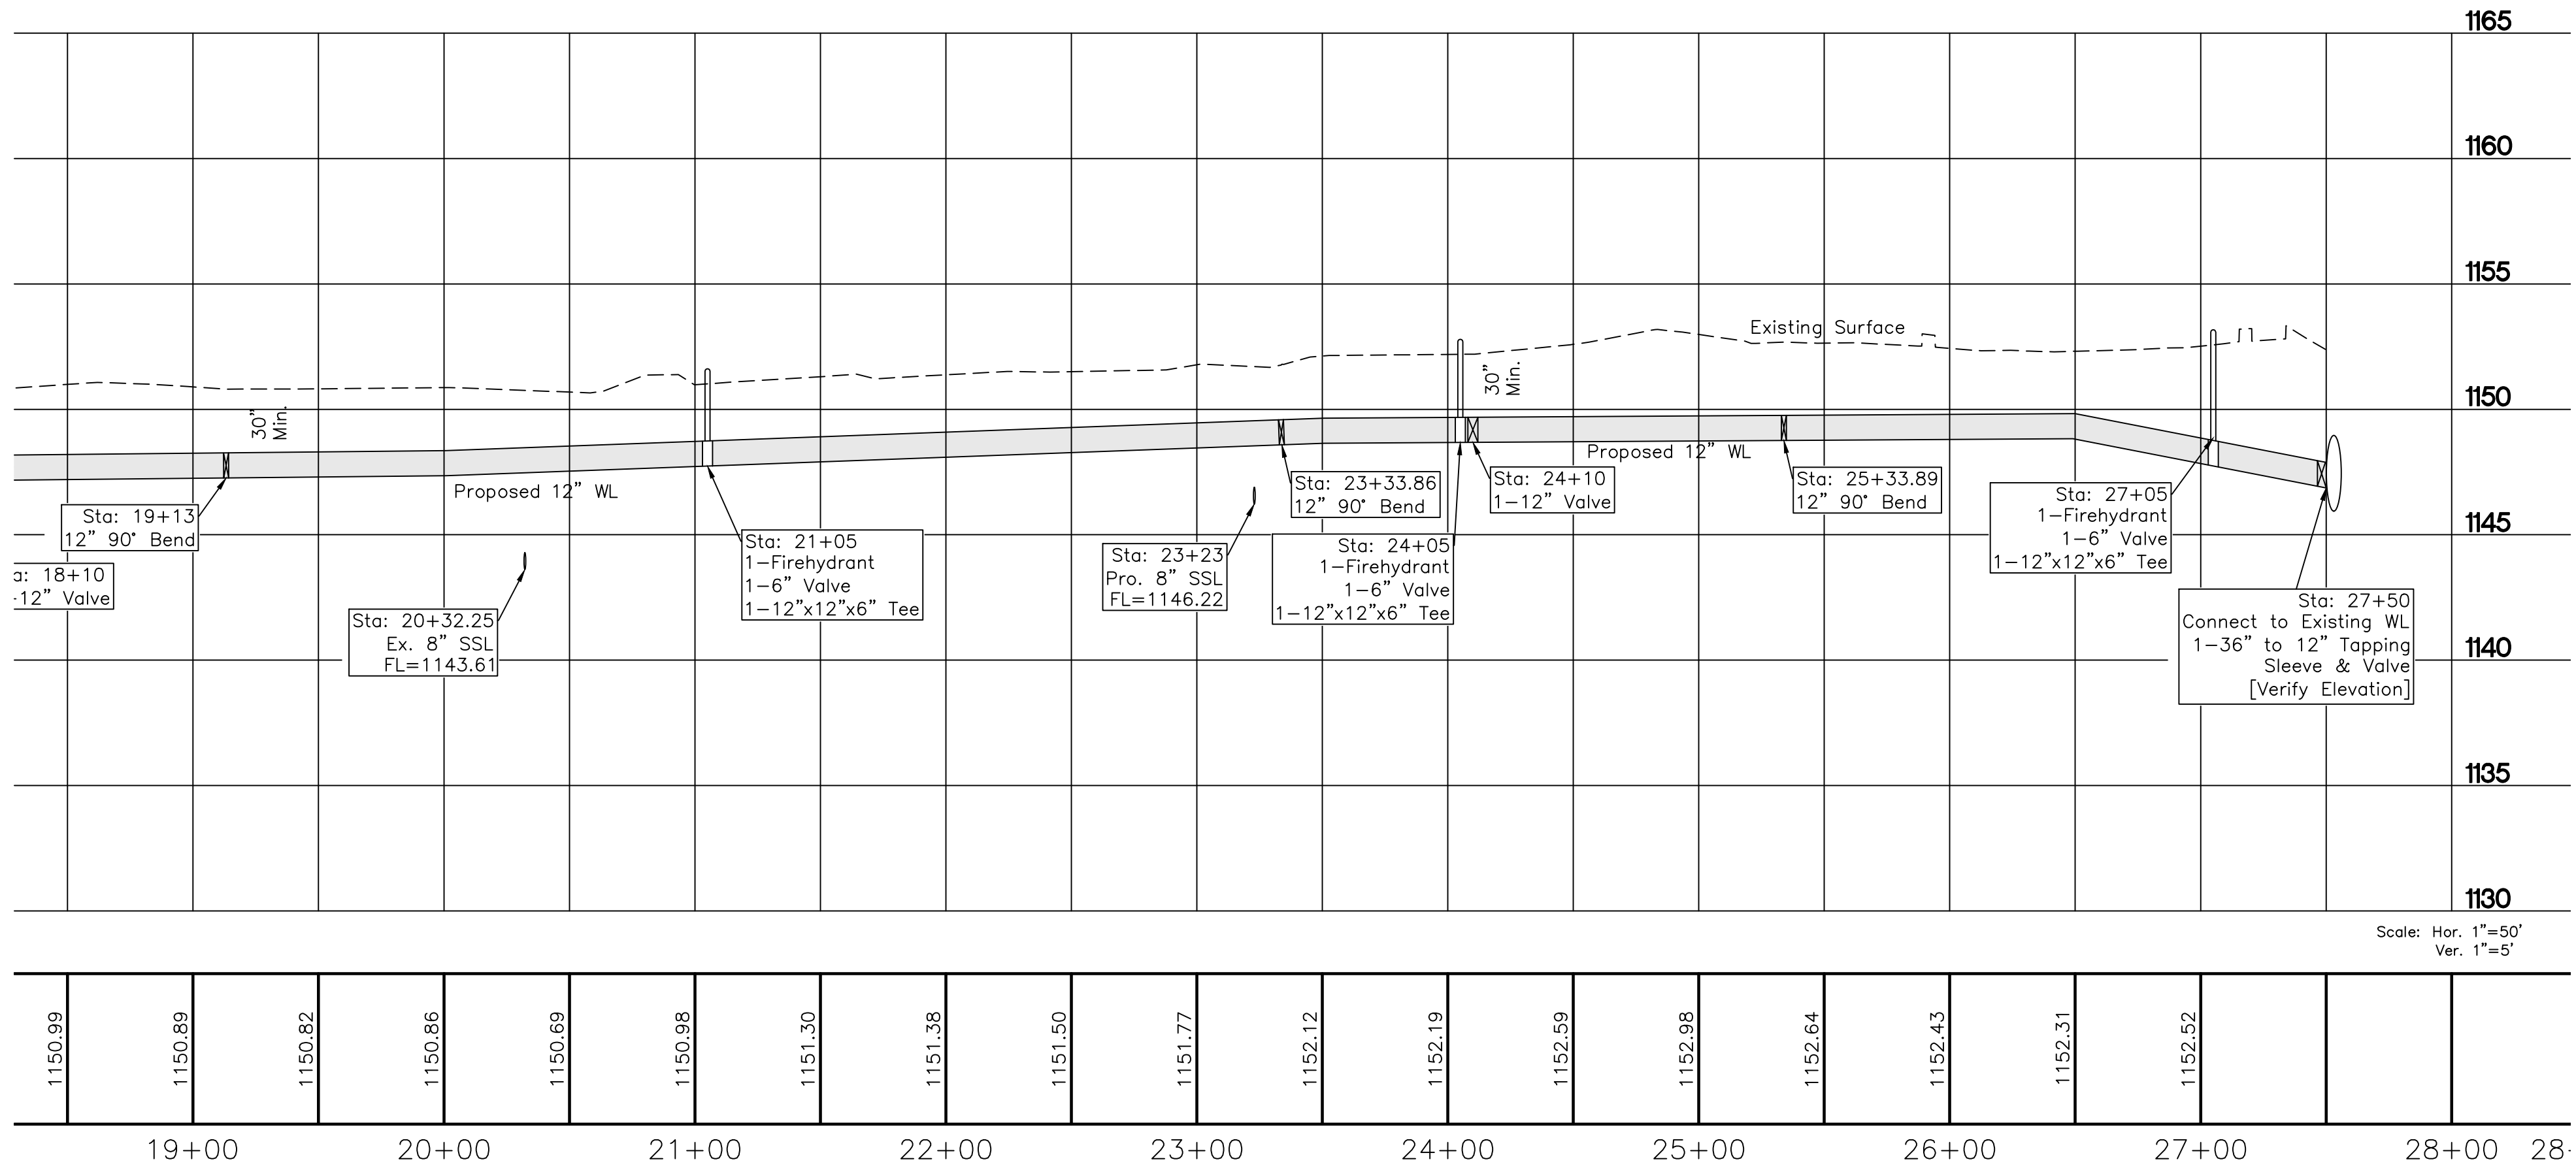 1165
1160
1155
1150
1145
1140
1135
1130
Existing Surface
30" Min.
30" Min.
Proposed 12" WL
Proposed 12" WL
a: 18+10
-12" Valve
Sta: 19+13
12" 90° Bend
Sta: 20+32.25
Ex. 8" SSL
FL=1143.61
Sta: 21+05
1-Firehydrant
1-6" Valve
1-12"x12"x6" Tee
Sta: 23+23
Pro. 8" SSL
FL=1146.22
Sta: 23+33.86
12" 90° Bend
Sta: 24+05
1-Firehydrant
1-6" Valve
1-12"x12"x6" Tee
Sta: 24+10
1-12" Valve
Sta: 25+33.89
12" 90° Bend
Sta: 27+05
1-Firehydrant
1-6" Valve
1-12"x12"x6" Tee
Sta: 27+50
Connect to Existing WL
1-36" to 12" Tapping
Sleeve & Valve
[Verify Elevation]
Scale: Hor. 1"=50'
Ver. 1"=5'
1150.99
1150.89
1150.82
1150.86
1150.69
1150.98
1151.30
1151.38
1151.50
1151.77
1152.12
1152.19
1152.59
1152.98
1152.64
1152.43
1152.31
1152.52
19+00 20+00 21+00 22+00 23+00 24+00 25+00 26+00 27+00 28+00 28